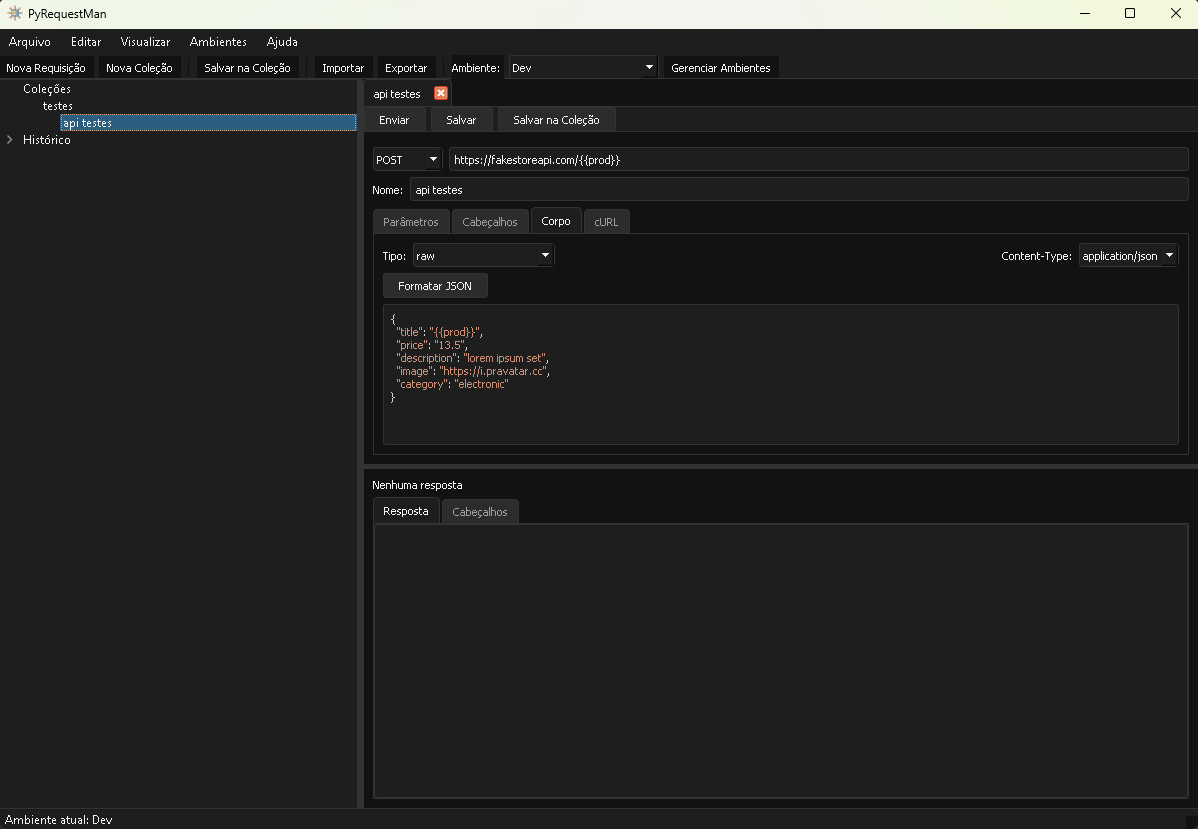 PyRequestMan
Arquivo Editar Visualizar Ambientes Ajuda
Nova Requisição Nova Coleção Salvar na Coleção Importar Exportar Ambiente: Dev Gerenciar Ambientes
Coleções
testes
api testes
Histórico
api testes
Enviar Salvar Salvar na Coleção
POST https://fakestoreapi.com/{{prod}}
Nome: api testes
Parâmetros Cabeçalhos Corpo cURL
Tipo: raw Content-Type: application/json
Formatar JSON
{
"title": "{{prod}}",
"price": "13.5",
"description": "lorem ipsum set",
"image": "https://i.pravatar.cc",
"category": "electronic"
}
Nenhuma resposta
Resposta Cabeçalhos
Ambiente atual: Dev